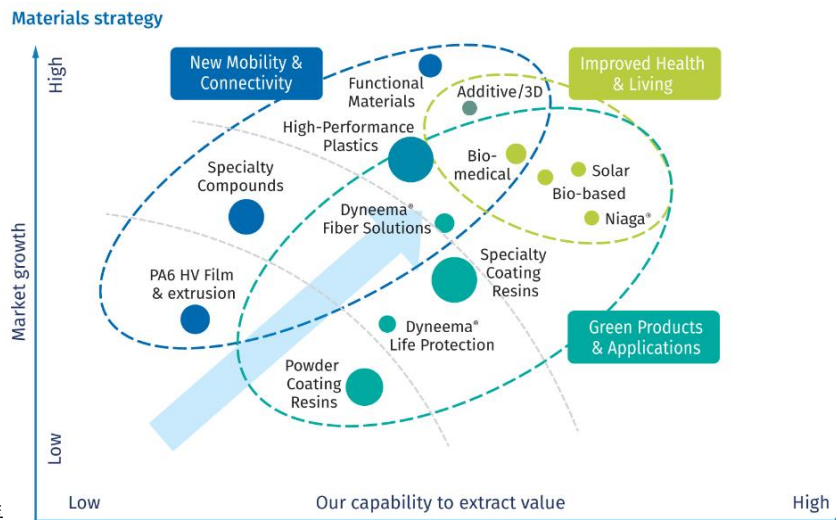 Materials strategy
High
New Mobility &
Connectivity
Improved Health
& Living
Functional
Materials
Additive/3D
High-Performance
Plastics
Bio-
medical
Solar
Bio-based
Niaga®
Specialty
Compounds
Dyneema®
Fiber Solutions
Specialty
Coating
Resins
PA6 HV Film
& extrusion
Dyneema®
Life Protection
Green Products
& Applications
Powder
Coating
Resins
Market growth
Low
Low
Our capability to extract value
High